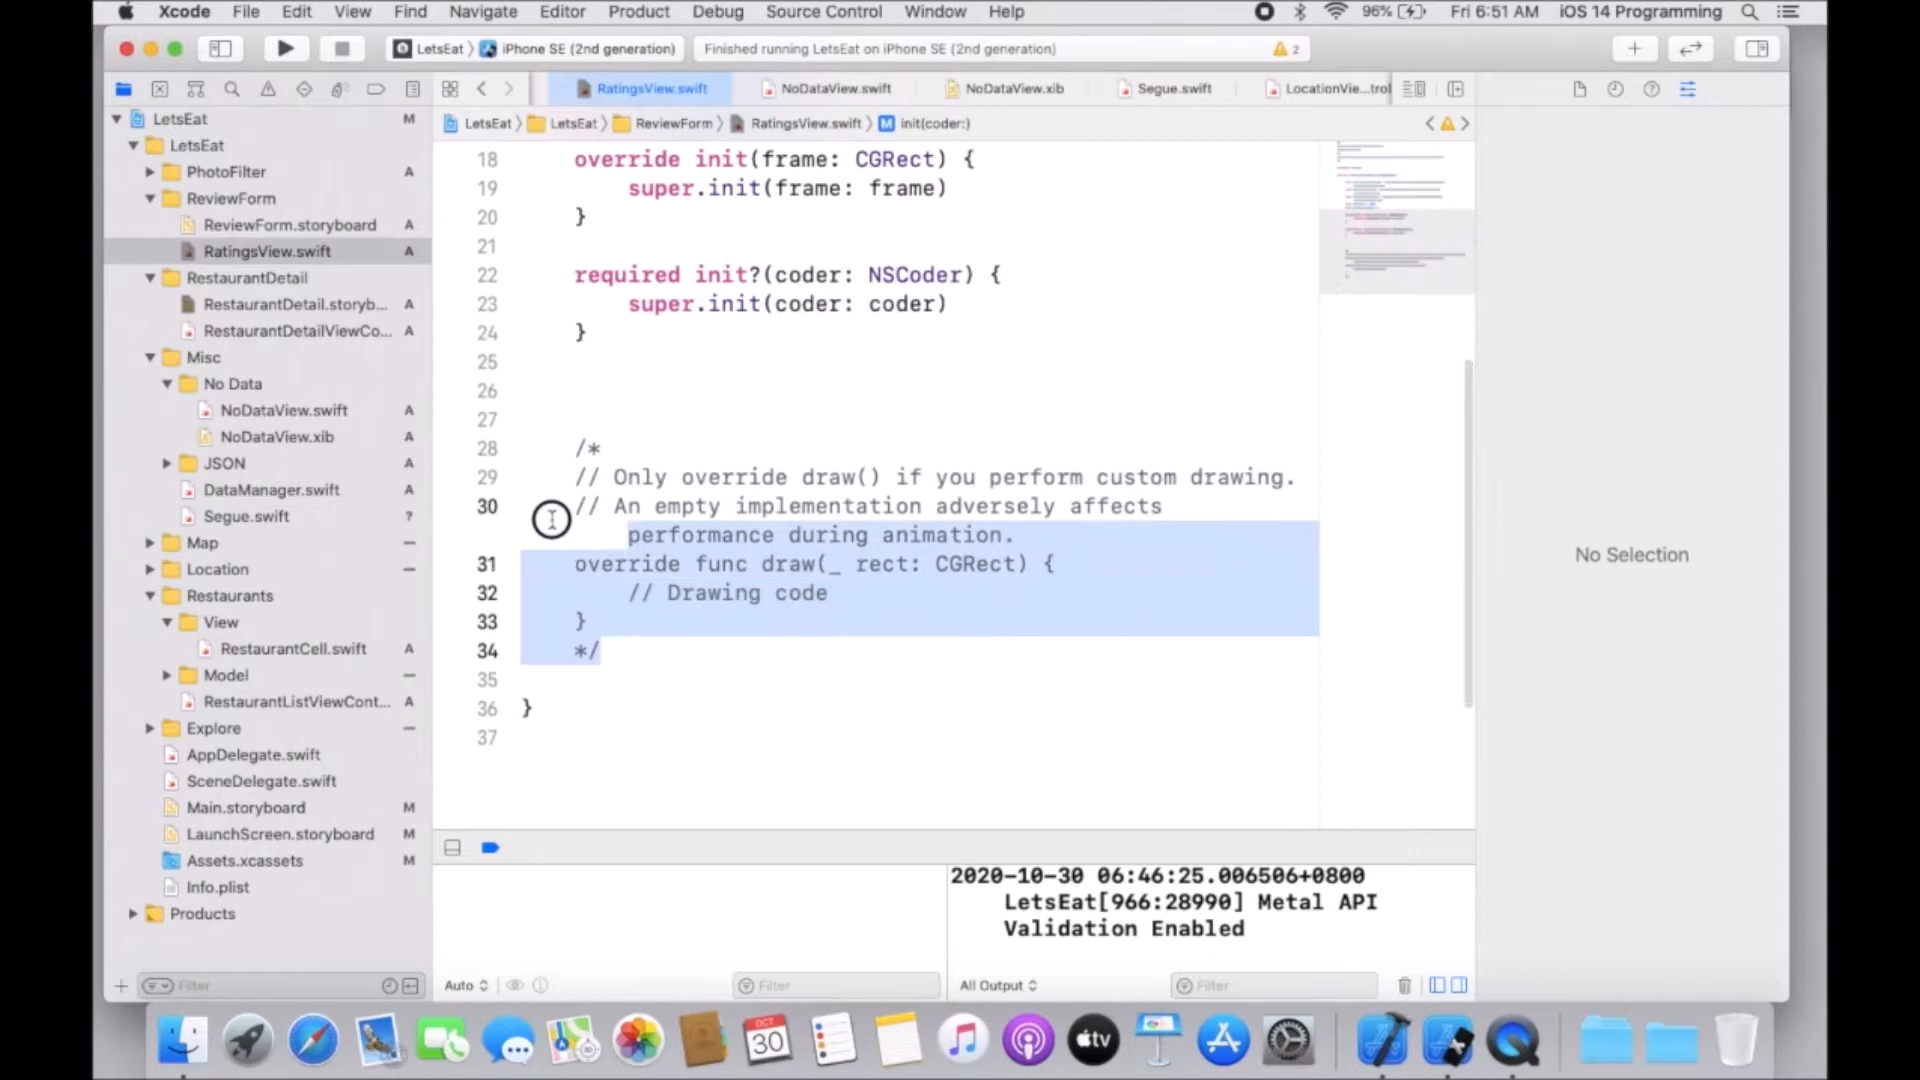 Xcode File Edit View Find Navigate Editor Product Debug Source Control Window Help 96% Fri 6:51 AM iOS 14 Programming
LetsEat iPhone SE (2nd generation) Finished running LetsEat on iPhone SE (2nd generation) 2
RatingsView.swift NoDataView.swift NoDataView.xib Segue.swift LocationVie...trol
LetsEat LetsEat ReviewForm RatingsView.swift M init(coder:)
LetsEat M
LetsEat
PhotoFilter A
ReviewForm
ReviewForm.storyboard A
RatingsView.swift A
RestaurantDetail
RestaurantDetail.storyb... A
RestaurantDetailViewCo... A
Misc
No Data
NoDataView.swift A
NoDataView.xib A
JSON A
DataManager.swift A
Segue.swift ?
Map
Location
Restaurants
View
RestaurantCell.swift A
Model
RestaurantListViewCont... A
Explore
AppDelegate.swift
SceneDelegate.swift
Main.storyboard M
LaunchScreen.storyboard M
Assets.xcassets M
Info.plist
Products
Filter
18 override init(frame: CGRect) {
19 super.init(frame: frame)
20 }
21
22 required init?(coder: NSCoder) {
23 super.init(coder: coder)
24 }
25
26
27
28 /*
29 // Only override draw() if you perform custom drawing.
30 // An empty implementation adversely affects
performance during animation.
31 override func draw(_ rect: CGRect) {
32 // Drawing code
33 }
34 */
35
36 }
37
No Selection
2020-10-30 06:46:25.006506+0800
LetsEat[966:28990] Metal API
Validation Enabled
Auto Filter All Output Filter
OCT
30
tv